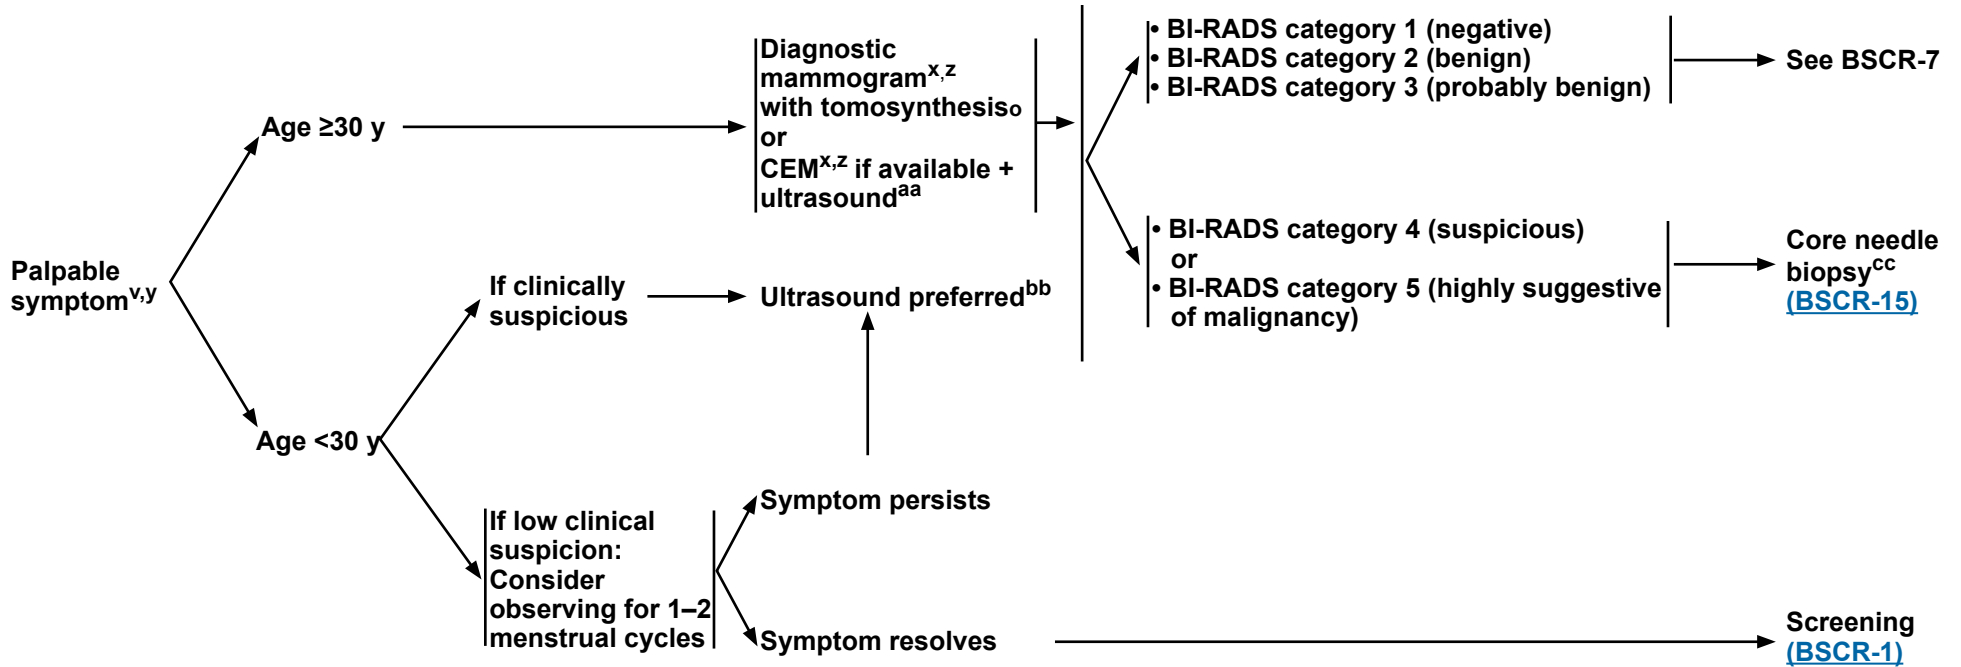 Palpable
symptomv,y
Age ≥30 y
Age <30 y
Diagnostic
mammogramx,z
with tomosynthesiso
or
CEMx,z if available +
ultrasoundaa
If clinically
suspicious
Ultrasound preferredbb
If low clinical
suspicion:
Consider
observing for 1–2
menstrual cycles
Symptom persists
Symptom resolves
• BI-RADS category 1 (negative)
• BI-RADS category 2 (benign)
• BI-RADS category 3 (probably benign)
See BSCR-7
• BI-RADS category 4 (suspicious)
or
• BI-RADS category 5 (highly suggestive
of malignancy)
Core needle
biopsycc
(BSCR-15)
Screening
(BSCR-1)